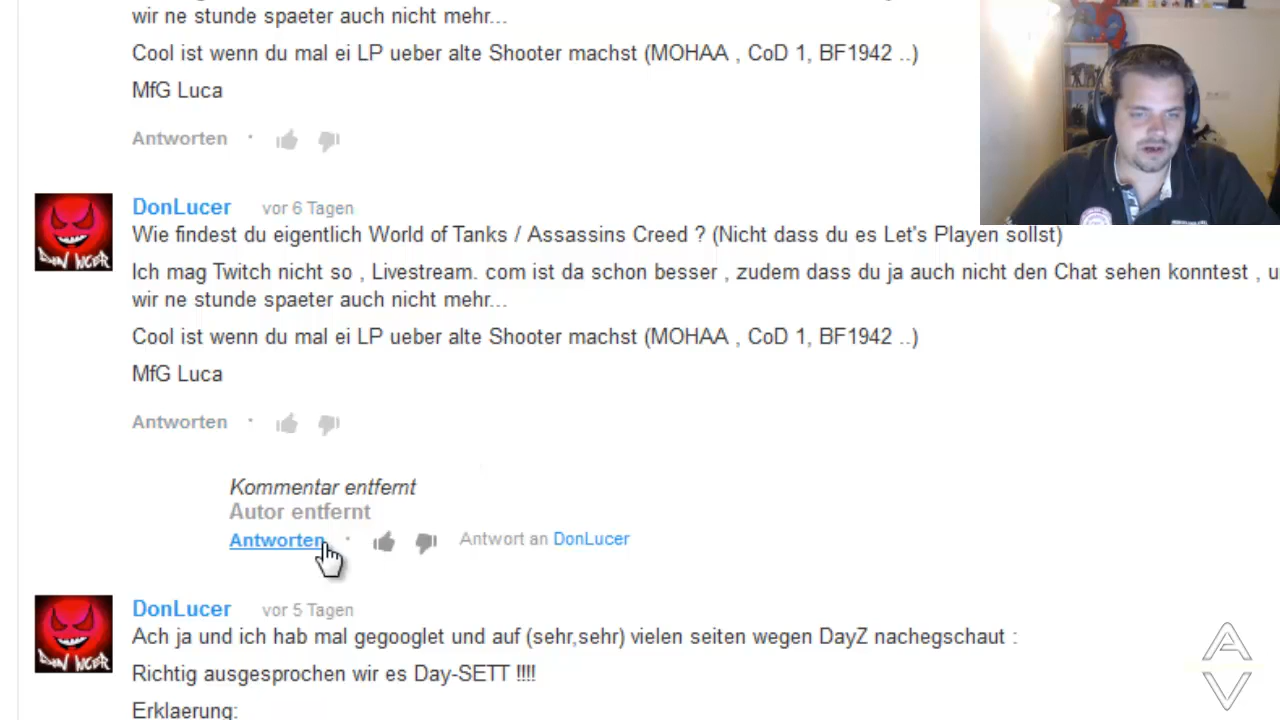 wir ne stunde spaeter auch nicht mehr...
Cool ist wenn du mal ei LP ueber alte Shooter machst (MOHAA , CoD 1, BF1942 ..)
MfG Luca
Antworten ·
DonLucer vor 6 Tagen
Wie findest du eigentlich World of Tanks / Assassins Creed ? (Nicht dass du es Let's Playen sollst)
Ich mag Twitch nicht so , Livestream. com ist da schon besser , zudem dass du ja auch nicht den Chat sehen konntest , u
wir ne stunde spaeter auch nicht mehr...
Cool ist wenn du mal ei LP ueber alte Shooter machst (MOHAA , CoD 1, BF1942 ..)
MfG Luca
Antworten ·
Kommentar entfernt
Autor entfernt
Antworten · Antwort an DonLucer
DonLucer vor 5 Tagen
Ach ja und ich hab mal gegooglet und auf (sehr,sehr) vielen seiten wegen DayZ nachegschaut :
Richtig ausgesprochen wir es Day-SETT !!!!
Erklaerung: